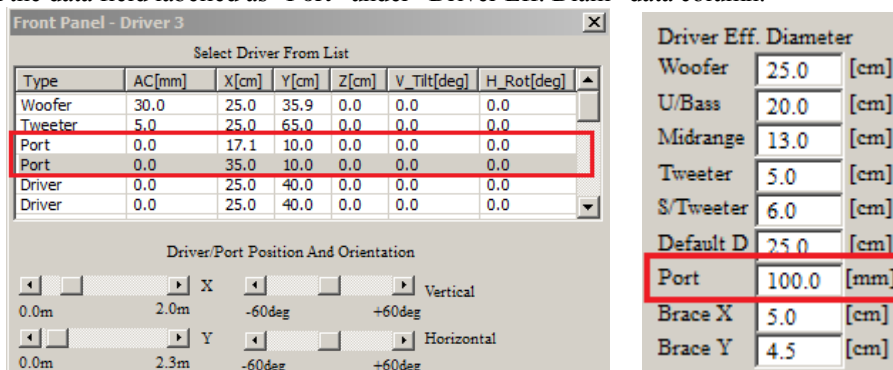 the data field labelled as "Port" under "Driver Eff. Diam" data column.
Front Panel - Driver 3
Select Driver From List
Type AC[mm] X[cm] Y[cm] Z[cm] V_Tilt[deg] H_Rot[deg]
Woofer 30.0 25.0 35.9 0.0 0.0 0.0
Tweeter 5.0 25.0 65.0 0.0 0.0 0.0
Port 0.0 17.1 10.0 0.0 0.0 0.0
Port 0.0 35.0 10.0 0.0 0.0 0.0
Driver 0.0 25.0 40.0 0.0 0.0 0.0
Driver 0.0 25.0 40.0 0.0 0.0 0.0
Driver/Port Position And Orientation
X Vertical
0.0m 2.0m -60deg +60deg
Y Horizontal
0.0m 2.3m -60deg +60deg
Driver Eff. Diameter
Woofer 25.0 [cm]
U/Bass 20.0 [cm]
Midrange 13.0 [cm]
Tweeter 5.0 [cm]
S/Tweeter 6.0 [cm]
Default D 25.0 [cm]
Port 100.0 [mm]
Brace X 5.0 [cm]
Brace Y 4.5 [cm]